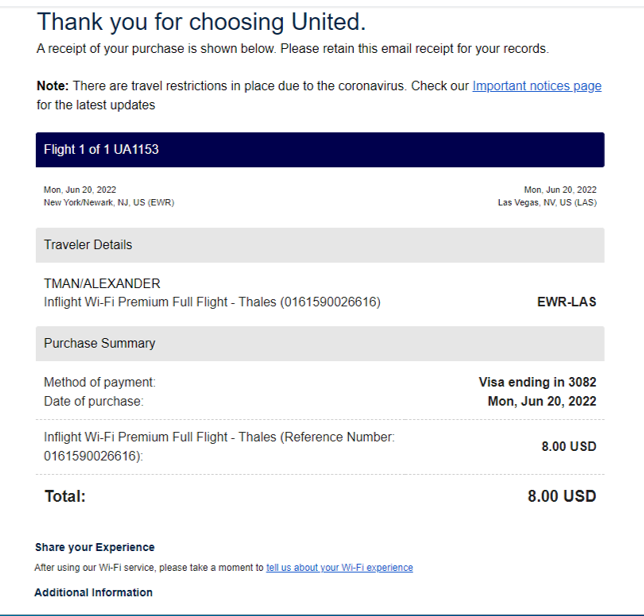 Thank you for choosing United.
A receipt of your purchase is shown below. Please retain this email receipt for your records.
Note: There are travel restrictions in place due to the coronavirus. Check our Important notices page
for the latest updates
Flight 1 of 1 UA1153
Mon, Jun 20, 2022
New York/Newark, NJ, US (EWR)
Mon, Jun 20, 2022
Las Vegas, NV, US (LAS)
Traveler Details
TMAN/ALEXANDER
Inflight Wi-Fi Premium Full Flight - Thales (0161590026616) EWR-LAS
Purchase Summary
Method of payment: Visa ending in 3082
Date of purchase: Mon, Jun 20, 2022
Inflight Wi-Fi Premium Full Flight - Thales (Reference Number:
0161590026616): 8.00 USD
Total: 8.00 USD
Share your Experience
After using our Wi-Fi service, please take a moment to tell us about your Wi-Fi experience
Additional Information